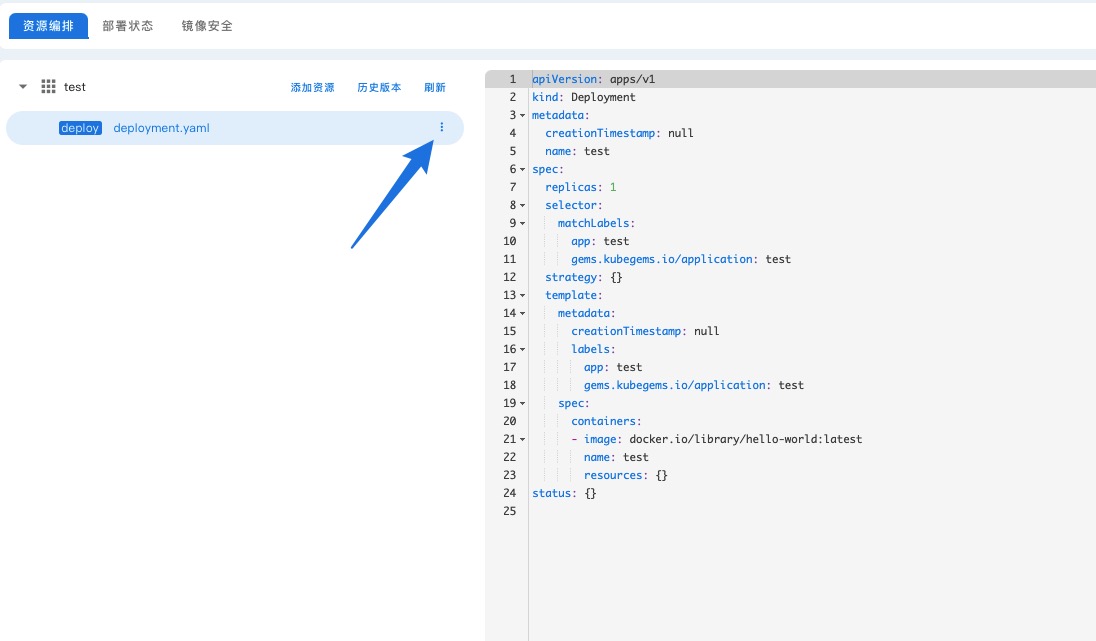 资源编排 部署状态 镜像安全
test 添加资源 历史版本 刷新
deploy deployment.yaml
1 apiVersion: apps/v1
2 kind: Deployment
3 metadata:
4   creationTimestamp: null
5   name: test
6 spec:
7   replicas: 1
8   selector:
9     matchLabels:
10       app: test
11       gems.kubegems.io/application: test
12   strategy: {}
13   template:
14     metadata:
15       creationTimestamp: null
16       labels:
17         app: test
18         gems.kubegems.io/application: test
19     spec:
20       containers:
21       - image: docker.io/library/hello-world:latest
22         name: test
23         resources: {}
24 status: {}
25